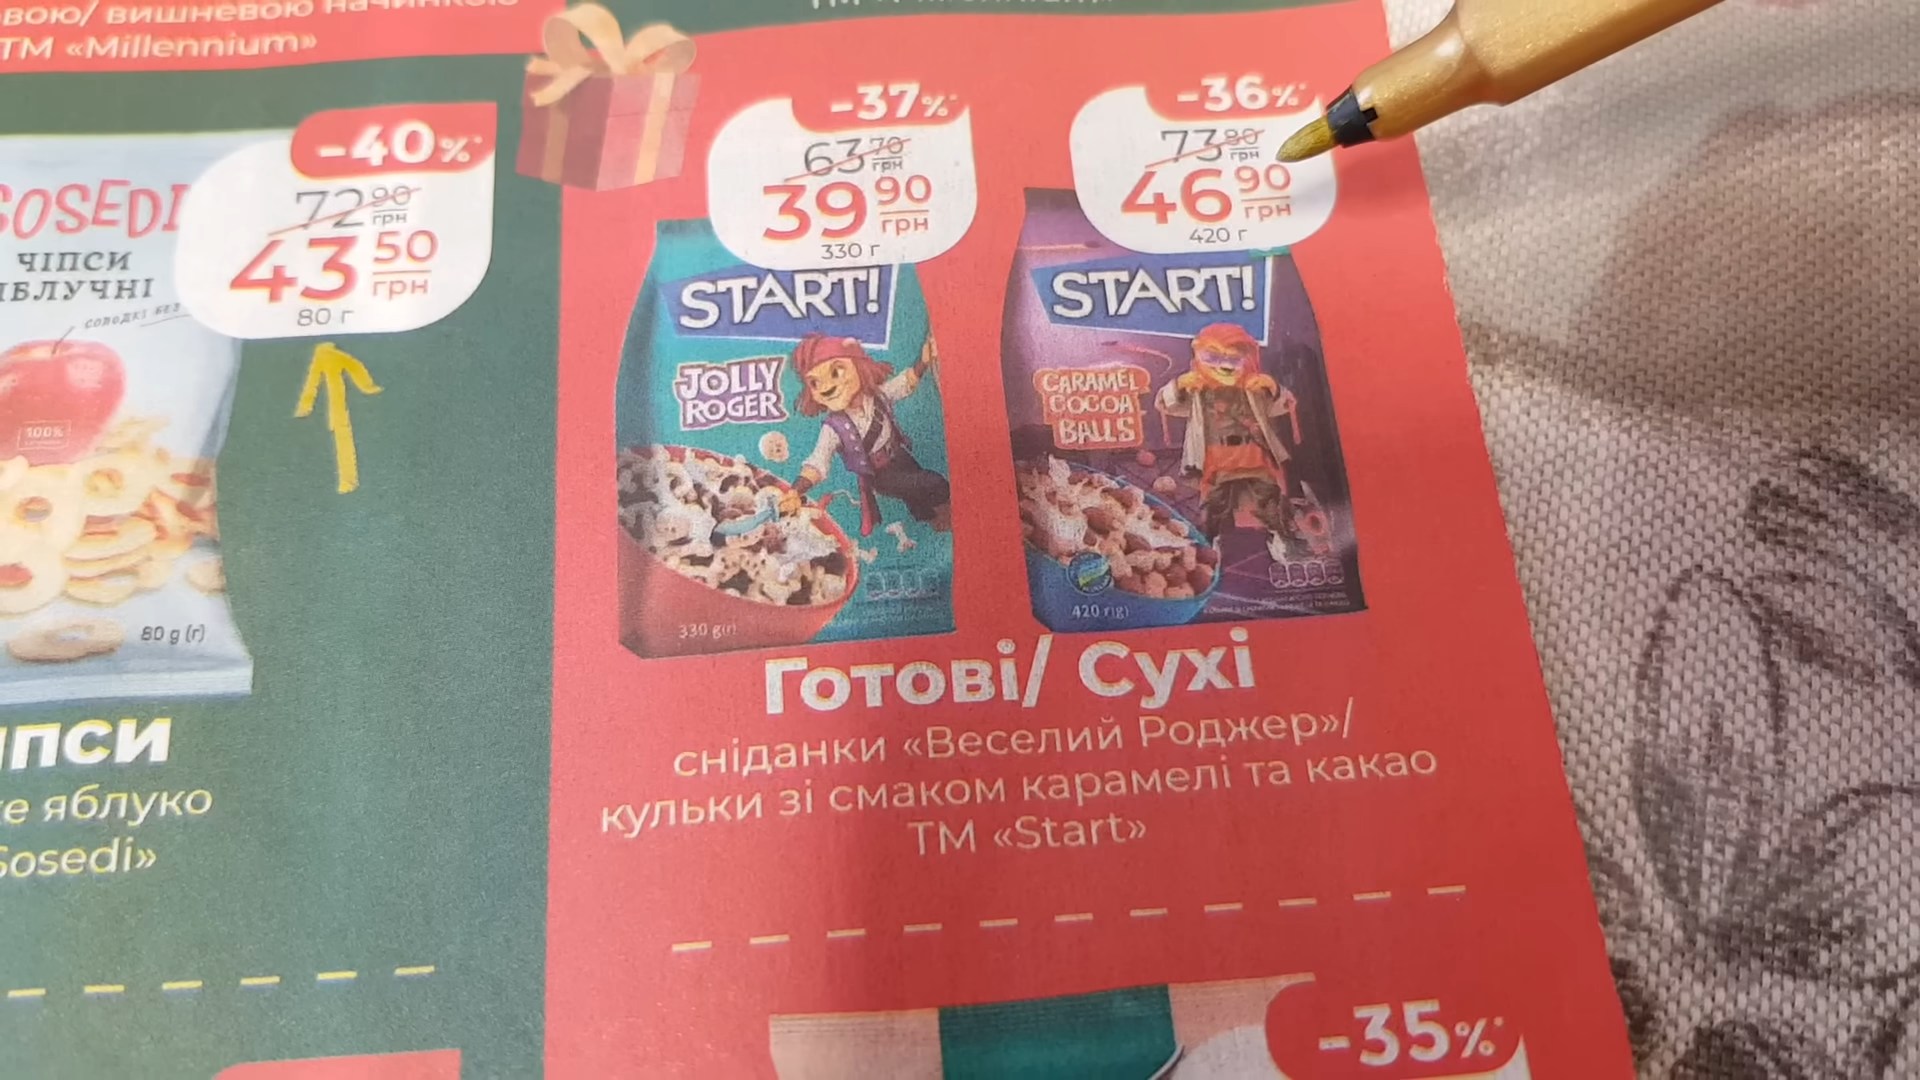 вишневою начинкою
ТМ «Millennium»
-40%*
72 90 грн
43 50 грн
80 г
SOSEDI
ЧІПСИ
ЯБЛУЧНІ
солодкі без
100%
80 g (г)
яблуко
Sosedi»
-37%*
63 70 грн
39 90 грн
330 г
START!
JOLLY
ROGER
330 g(г)
-36%*
73 80 грн
46 90 грн
420 г
START!
CARAMEL
COCOA
BALLS
420 г(g)
Готові/ Сухі
сніданки «Веселий Роджер»/
кульки зі смаком карамелі та какао
ТМ «Start»
-35%*